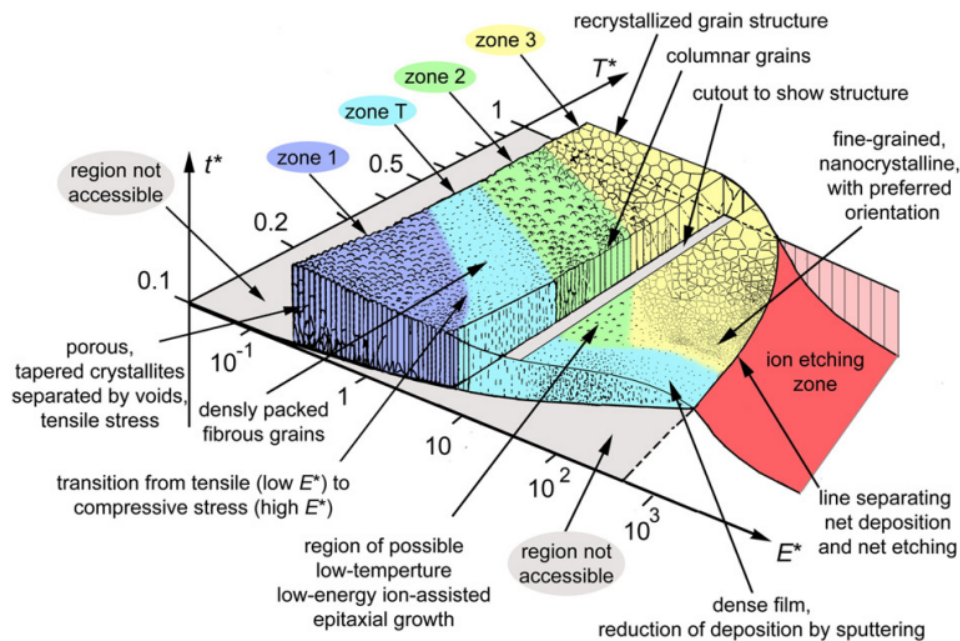 recrystallized grain structure
zone 3
T*
columnar grains
zone 2
cutout to show structure
zone T
1
fine-grained,
nanocrystalline,
with preferred
orientation
zone 1
0.5
region not
accessible
t*
0.2
0.1
10-1
porous,
tapered crystallites
separated by voids,
tensile stress
1
densly packed
fibrous grains
10
ion etching
zone
transition from tensile (low E*) to
compressive stress (high E*)
10²
10³
line separating
net deposition
and net etching
E*
region of possible
low-temperture
low-energy ion-assisted
epitaxial growth
region not
accessible
dense film,
reduction of deposition by sputtering